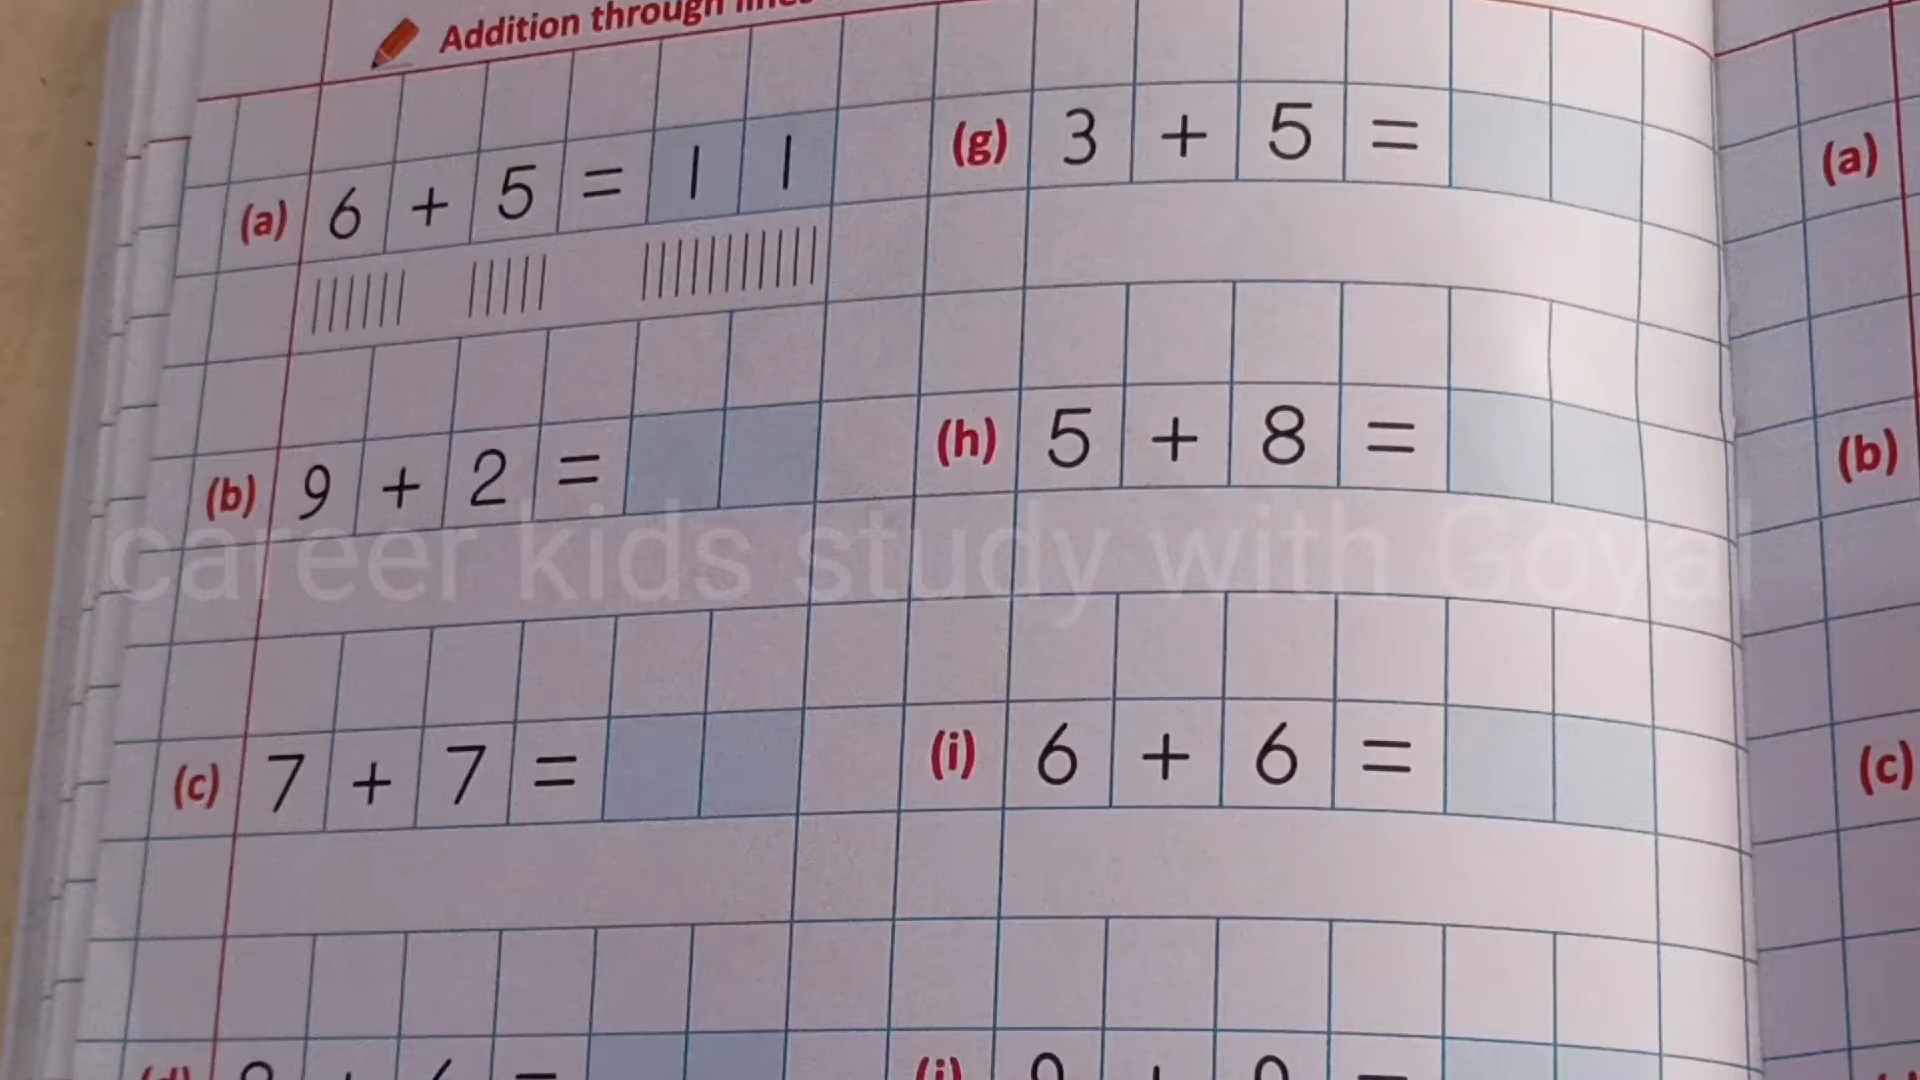 Addition through
(a) 6 + 5 = 1 1
(b) 9 + 2 =
(c) 7 + 7 =
(g) 3 + 5 =
(h) 5 + 8 =
(i) 6 + 6 =
(a)
(b)
(c)
career kids study with Goyal